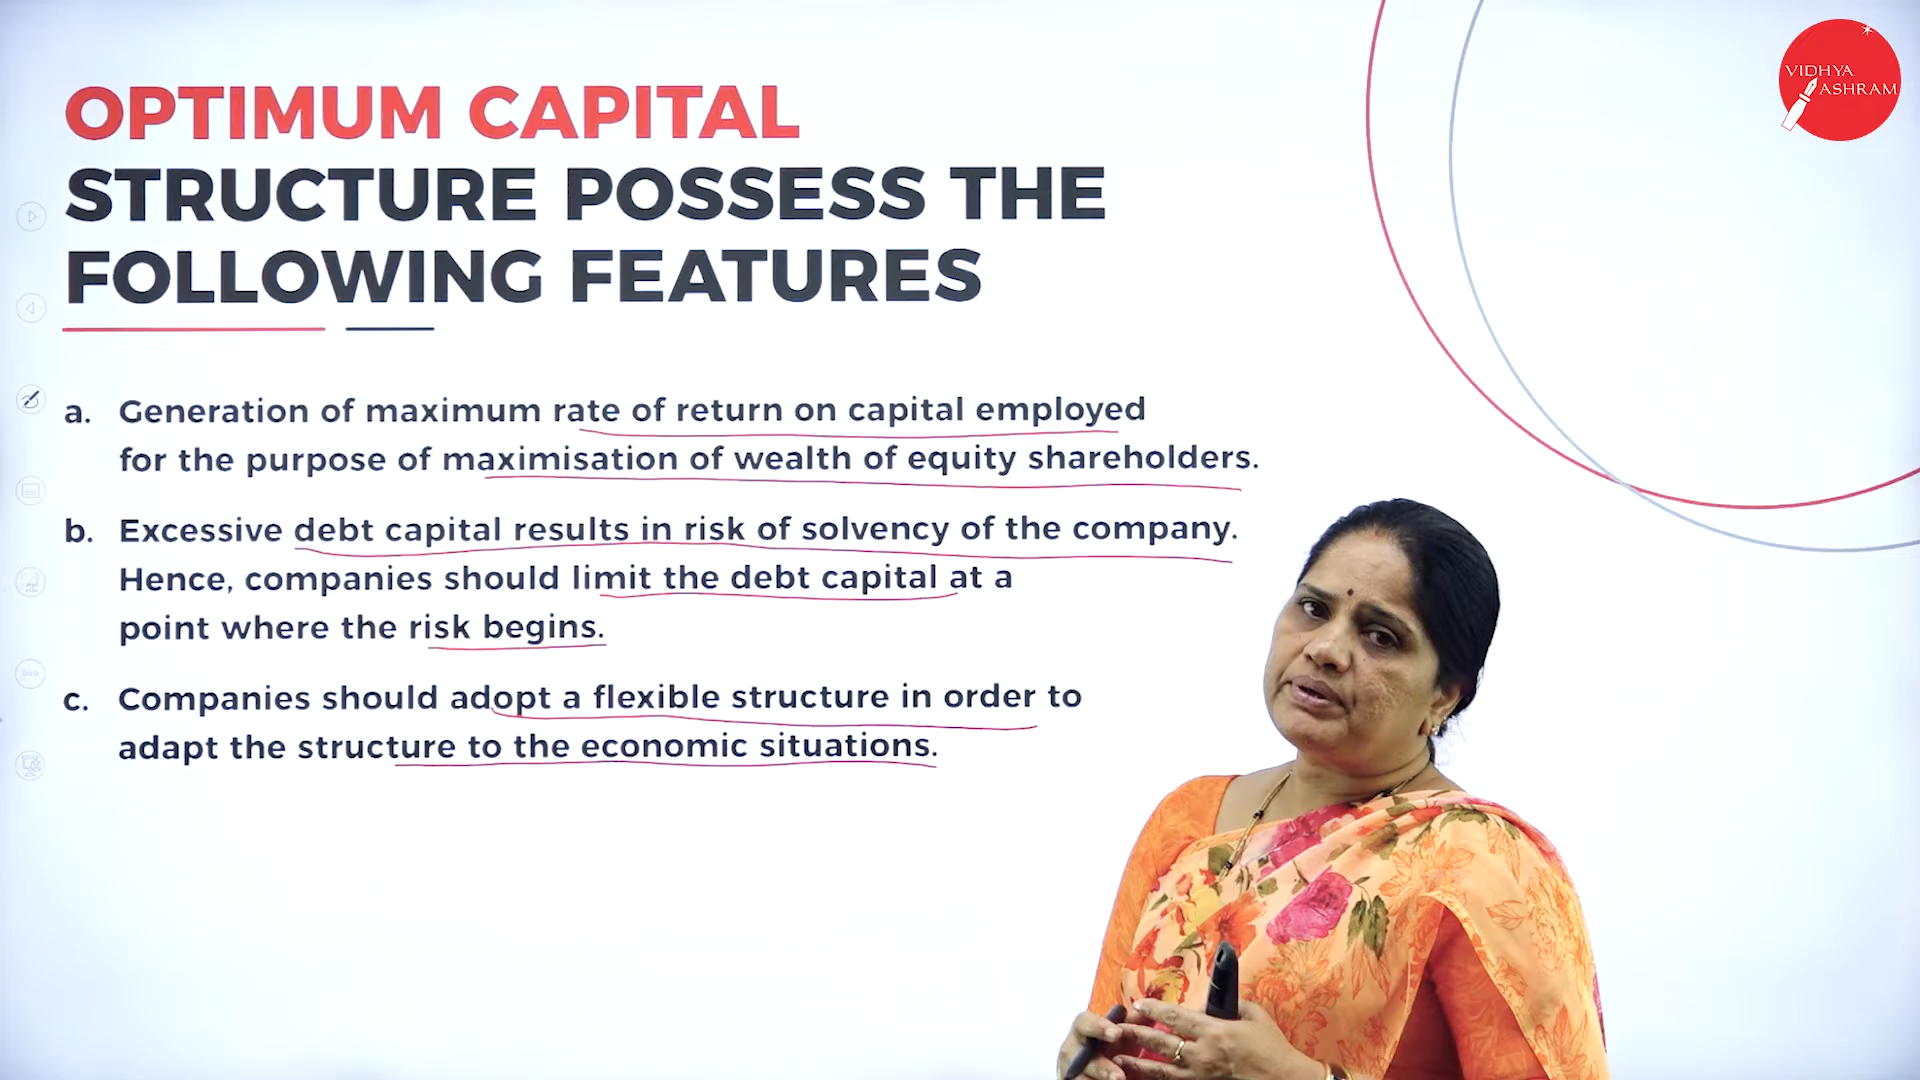 VIDHYA
ASHRAM
OPTIMUM CAPITAL
STRUCTURE POSSESS THE
FOLLOWING FEATURES
a. Generation of maximum rate of return on capital employed
for the purpose of maximisation of wealth of equity shareholders.
b. Excessive debt capital results in risk of solvency of the company.
Hence, companies should limit the debt capital at a
point where the risk begins.
c. Companies should adopt a flexible structure in order to
adapt the structure to the economic situations.